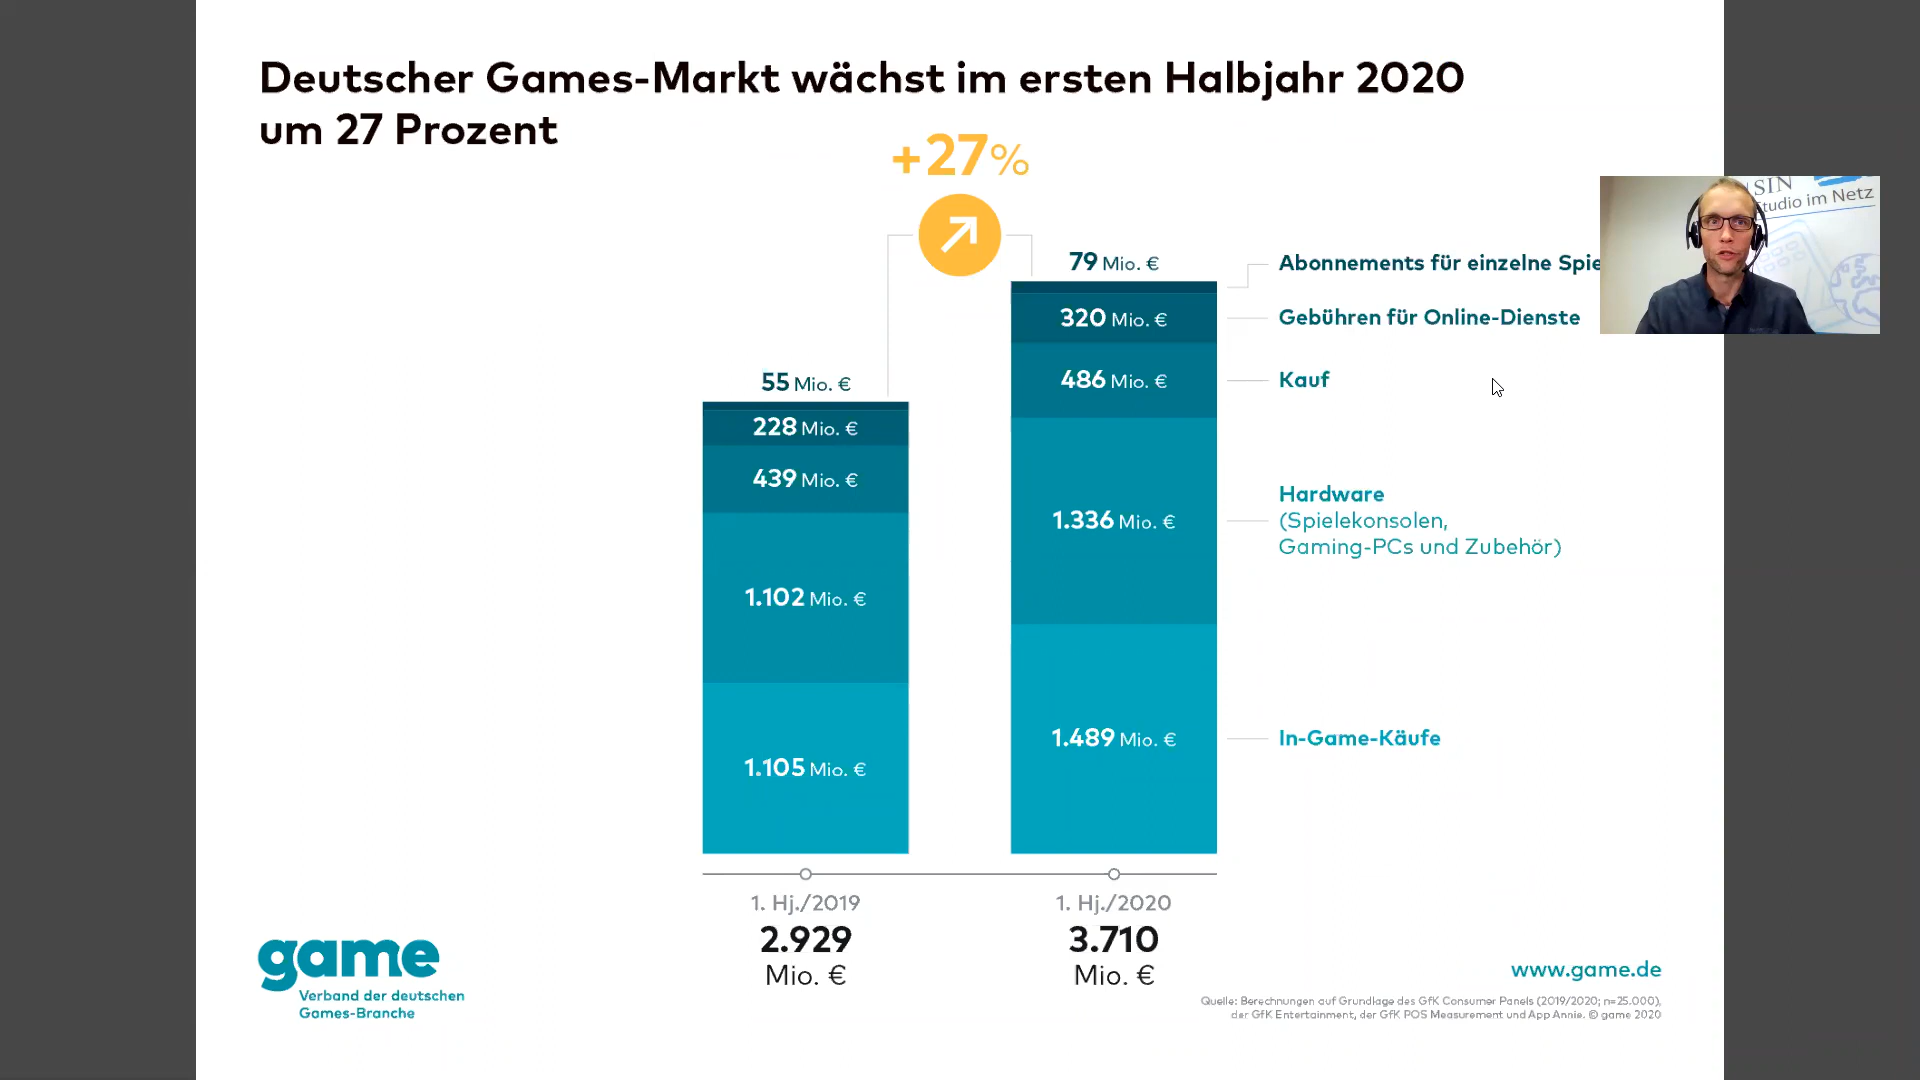 Deutscher Games-Markt wächst im ersten Halbjahr 2020
um 27 Prozent
+27%
SIN
studio im Netz
79 Mio. €
Abonnements für einzelne
320 Mio. €
Gebühren für Online-Dienste
486 Mio. €
Kauf
55 Mio. €
228 Mio. €
439 Mio. €
1.336 Mio. €
Hardware
(Spielekonsolen,
Gaming-PCs und Zubehör)
1.102 Mio. €
1.489 Mio. €
In-Game-Käufe
1.105 Mio. €
1. Hj./2019
2.929
Mio. €
1. Hj./2020
3.710
Mio. €
game
Verband der deutschen
Games-Branche
www.game.de
Quelle: Berechnungen auf Grundlage des GfK Consumer Panels (2019/2020; n=25.000),
der GfK Entertainment, der GfK POS Measurement und App Annie. © game 2020